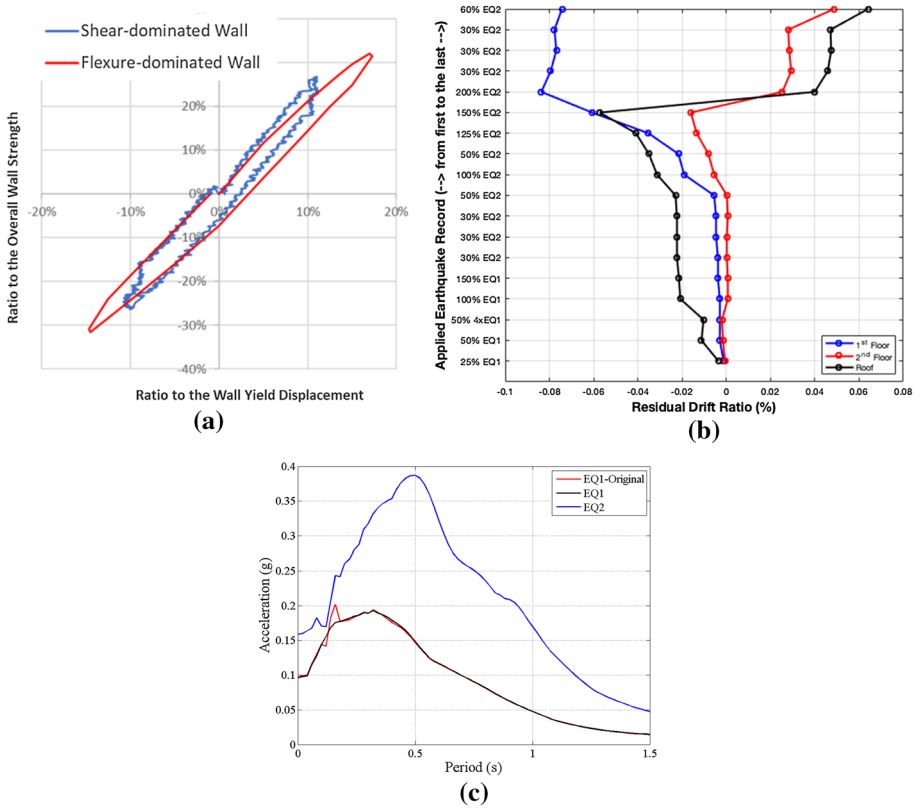 Shear-dominated Wall
Flexure-dominated Wall
Ratio to the Overall Wall Strength
20%
10%
0%
-20%
-10%
0%
10%
20%
-10%
-20%
-30%
-40%
Ratio to the Wall Yield Displacement
(a)
Applied Earthquake Record (--> from first to the last -->)
60% EQ2
30% EQ2
30% EQ2
30% EQ2
200% EQ2
150% EQ2
125% EQ2
50% EQ2
100% EQ2
50% EQ2
30% EQ2
30% EQ2
30% EQ2
150% EQ1
100% EQ1
50% 4xEQ1
50% EQ1
25% EQ1
1st Floor
2nd Floor
Roof
-0.1 -0.08 -0.06 -0.04 -0.02 0 0.02 0.04 0.06 0.08
Residual Drift Ratio (%)
(b)
Acceleration (g)
0.4
0.35
0.3
0.25
0.2
0.15
0.1
0.05
0
EQ1-Original
EQ1
EQ2
0 0.5 1 1.5
Period (s)
(c)